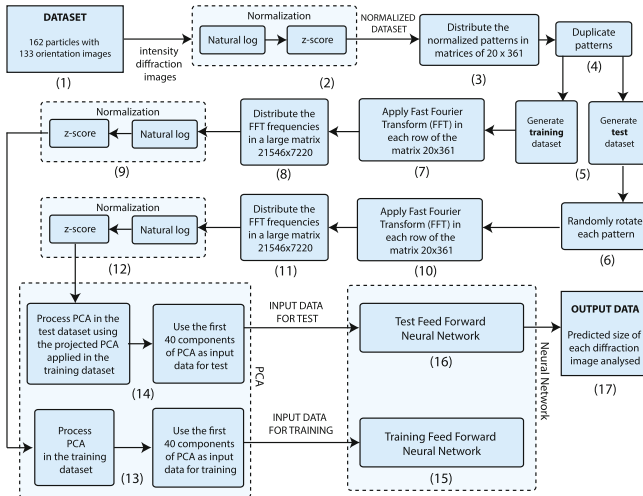 DATASET
162 particles with
133 orientation images
(1)
intensity
diffraction
images
Normalization
Natural log
z-score
(2)
NORMALIZED
DATASET
Distribute the
normalized patterns in
matrices of 20 x 361
(3)
Duplicate
patterns
(4)
Generate
training
dataset
Generate
test
dataset
(5)
Apply Fast Fourier
Transform (FFT) in
each row of the
matrix 20x361
(7)
Distribute the
FFT frequencies
in a large matrix
21546x7220
(8)
Normalization
z-score
Natural log
(9)
Randomly rotate
each pattern
(6)
Apply Fast Fourier
Transform (FFT) in
each row of the
matrix 20x361
(10)
Distribute the
FFT frequencies
in a large matrix
21546x7220
(11)
Normalization
z-score
Natural log
(12)
Process PCA in the
test dataset using
the projected PCA
applied in the
training dataset
Use the first
40 components
of PCA as input
data for test
(14)
INPUT DATA
FOR TEST
Test Feed Forward
Neural Network
(16)
OUTPUT DATA
Predicted size of
each diffraction
image analysed
(17)
PCA
Neural Network
Process
PCA
in the training
dataset
(13)
Use the first
40 components
of PCA as input
data for training
INPUT DATA
FOR TRAINING
Training Feed Forward
Neural Network
(15)